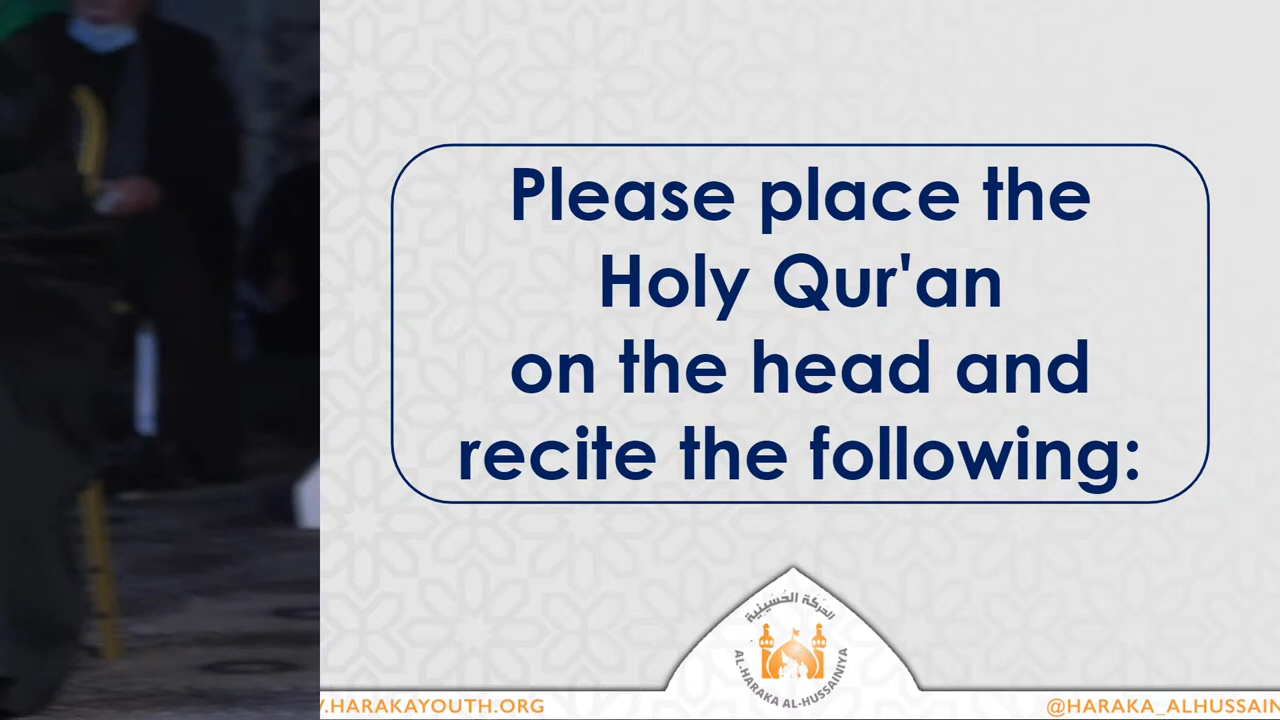 Please place the
Holy Qur'an
on the head and
recite the following:
الحركة الحسينية
AL-HARAKA AL-HUSSAINIYA
.HARAKAYOUTH.ORG
@HARAKA_ALHUSSAIN